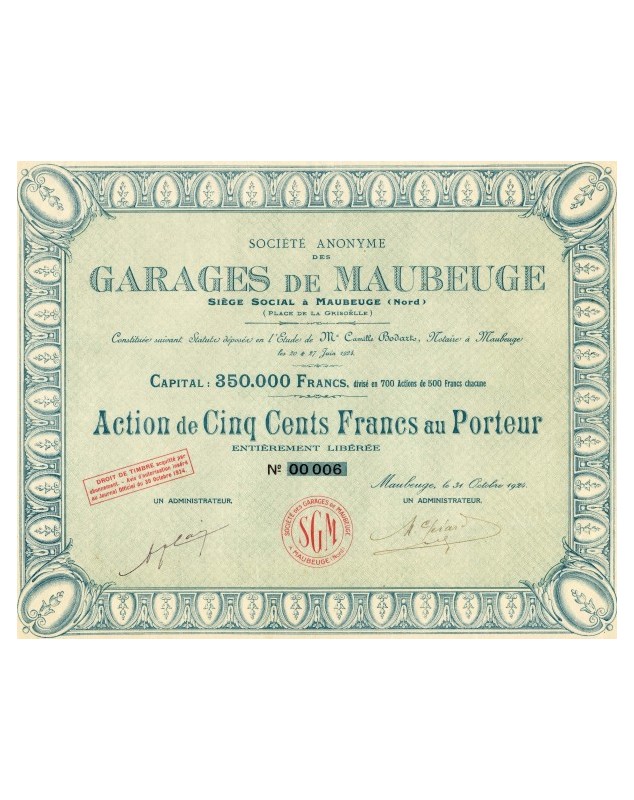 SOCIÉTÉ ANONYME
DES
GARAGES DE MAUBEUGE
SIÈGE SOCIAL à MAUBEUGE (Nord)
(PLACE DE LA GRISOËLLE)
Constituée suivant Statuts déposés en l'Etude de Me Camille Bodart, Notaire à Maubeuge
les 20 & 27 Juin 1924
CAPITAL : 350.000 FRANCS, divisé en 700 Actions de 500 Francs chacune
Action de Cinq Cents Francs au Porteur
ENTIÈREMENT LIBÉRÉE
No 00 006
DROIT DE TIMBRE acquitté par
abonnement. - Avis d'autorisation inséré
au Journal Officiel du 30 Octobre 1924.
Maubeuge, le 31 Octobre 1924.
UN ADMINISTRATEUR.
UN ADMINISTRATEUR.
SOCIÉTÉ DES GARAGES DE MAUBEUGE
SGM
à MAUBEUGE (Nord)